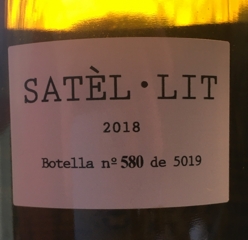 SATÈL·LIT
2018
Botella nº 580 de 5019